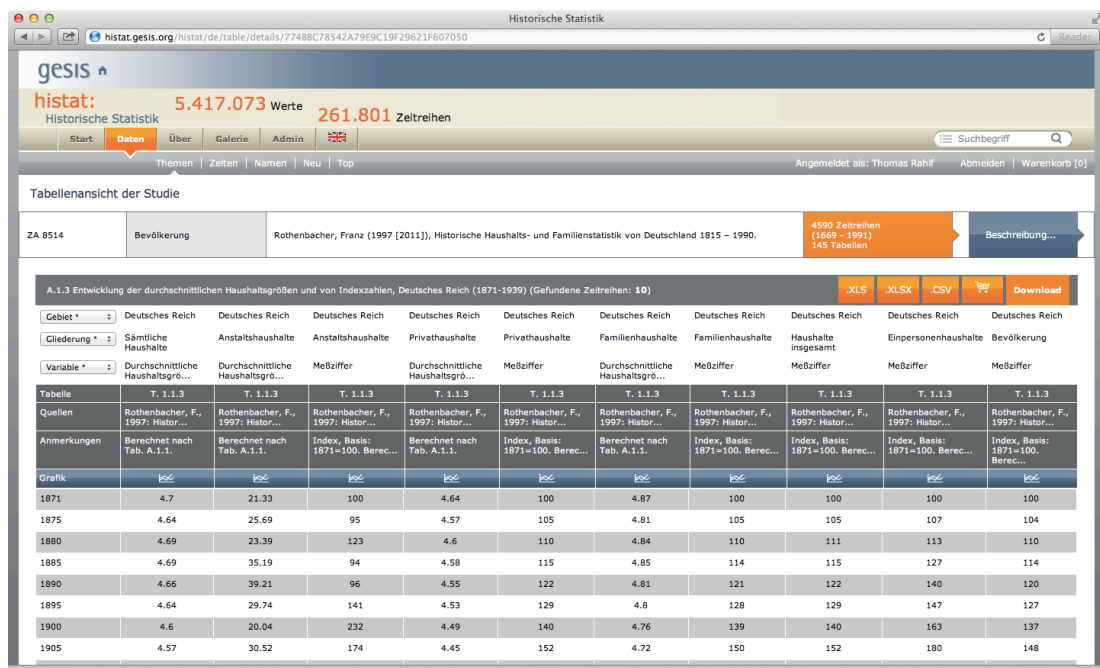 Historische Statistik
histat.gesis.org/histat/de/table/details/77488C78542A79E9C19F29621F607050
Reader
gesis
histat:
Historische Statistik
5.417.073 Werte
261.801 Zeitreihen
Start Daten Über Galerie Admin
Suchbegriff
Themen | Zeiten | Namen | Neu | Top
Angemeldet als: Thomas Rahlf Abmelden | Warenkorb [0]
Tabellenansicht der Studie
ZA 8514
Bevölkerung
Rothenbacher, Franz (1997 [2011]), Historische Haushalts- und Familienstatistik von Deutschland 1815 – 1990.
4590 Zeitreihen
(1669 - 1991)
145 Tabellen
Beschreibung...
A.1.3 Entwicklung der durchschnittlichen Haushaltsgrößen und von Indexzahlen, Deutsches Reich (1871-1939) (Gefundene Zeitreihen: 10)
.XLS .XLSX .CSV Download
Gebiet * Deutsches Reich Deutsches Reich Deutsches Reich Deutsches Reich Deutsches Reich Deutsches Reich Deutsches Reich Deutsches Reich Deutsches Reich Deutsches Reich
Gliederung * Sämtliche Anstaltshaushalte Anstaltshaushalte Privathaushalte Privathaushalte Familienhaushalte Familienhaushalte Haushalte Einpersonenhaushalte Bevölkerung
Haushalte insgesamt
Variable * Durchschnittliche Durchschnittliche Meßziffer Durchschnittliche Meßziffer Durchschnittliche Meßziffer Meßziffer Meßziffer Meßziffer
Haushaltsgrö... Haushaltsgrö... Haushaltsgrö... Haushaltsgrö...
Tabelle T. 1.1.3 T. 1.1.3 T. 1.1.3 T. 1.1.3 T. 1.1.3 T. 1.1.3 T. 1.1.3 T. 1.1.3 T. 1.1.3 T. 1.1.3
Quellen Rothenbacher, F., Rothenbacher, F., Rothenbacher, F., Rothenbacher, F., Rothenbacher, F., Rothenbacher, F., Rothenbacher, F., Rothenbacher, F., Rothenbacher, F., Rothenbacher, F.,
1997: Histor... 1997: Histor... 1997: Histor... 1997: Histor... 1997: Histor... 1997: Histor... 1997: Histor... 1997: Histor... 1997: Histor... 1997: Histor...
Anmerkungen Berechnet nach Berechnet nach Index, Basis: Berechnet nach Index, Basis: Berechnet nach Index, Basis: Index, Basis: Index, Basis: Index, Basis:
Tab. A.1.1. Tab. A.1.1. 1871=100. Berec... Tab. A.1.1. 1871=100. Berec... Tab. A.1.1. 1871=100. Berec... 1871=100. Berec... 1871=100. Berec... 1871=100.
Berec...
Grafik
1871 4.7 21.33 100 4.64 100 4.87 100 100 100 100
1875 4.64 25.69 95 4.57 105 4.81 105 105 107 104
1880 4.69 23.39 123 4.6 110 4.84 110 111 113 110
1885 4.69 35.19 94 4.58 115 4.85 114 115 127 114
1890 4.66 39.21 96 4.55 122 4.81 121 122 140 120
1895 4.64 29.74 141 4.53 129 4.8 128 129 147 127
1900 4.6 20.04 232 4.49 140 4.76 139 140 163 137
1905 4.57 30.52 174 4.45 152 4.72 150 152 180 148